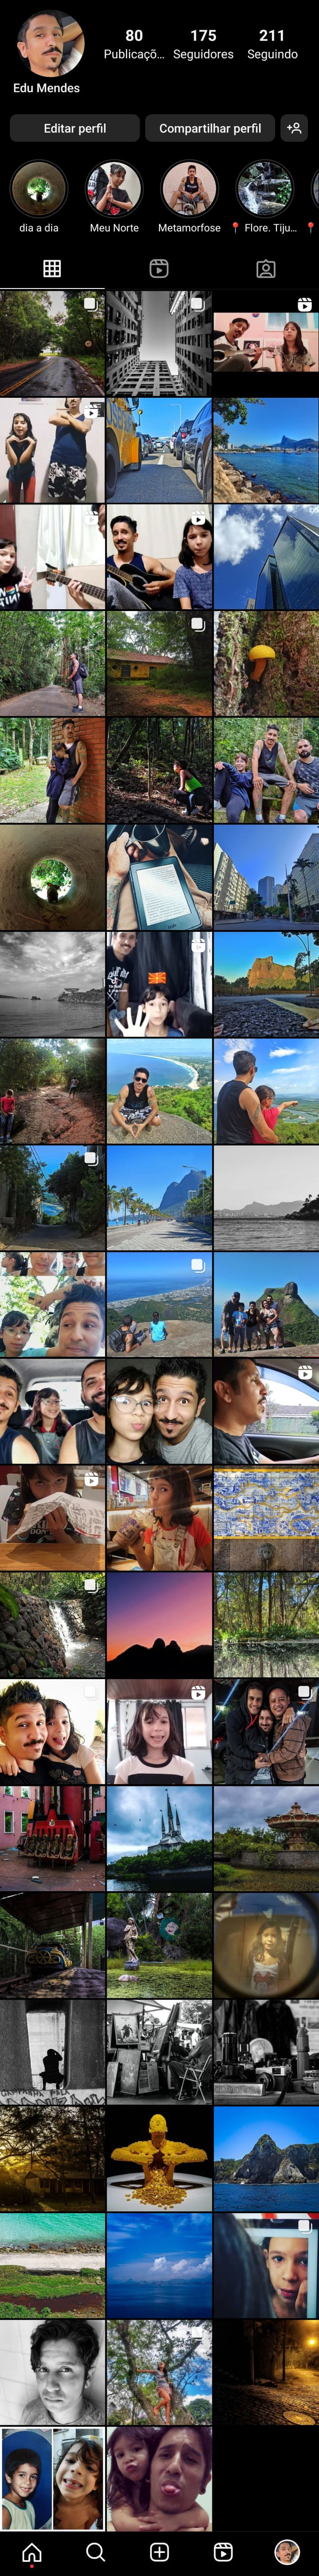 80
175
211
Publicaçõ...
Seguidores
Seguindo
Edu Mendes
Editar perfil
Compartilhar perfil
dia a dia
Meu Norte
Metamorfose
Flore. Tiju...